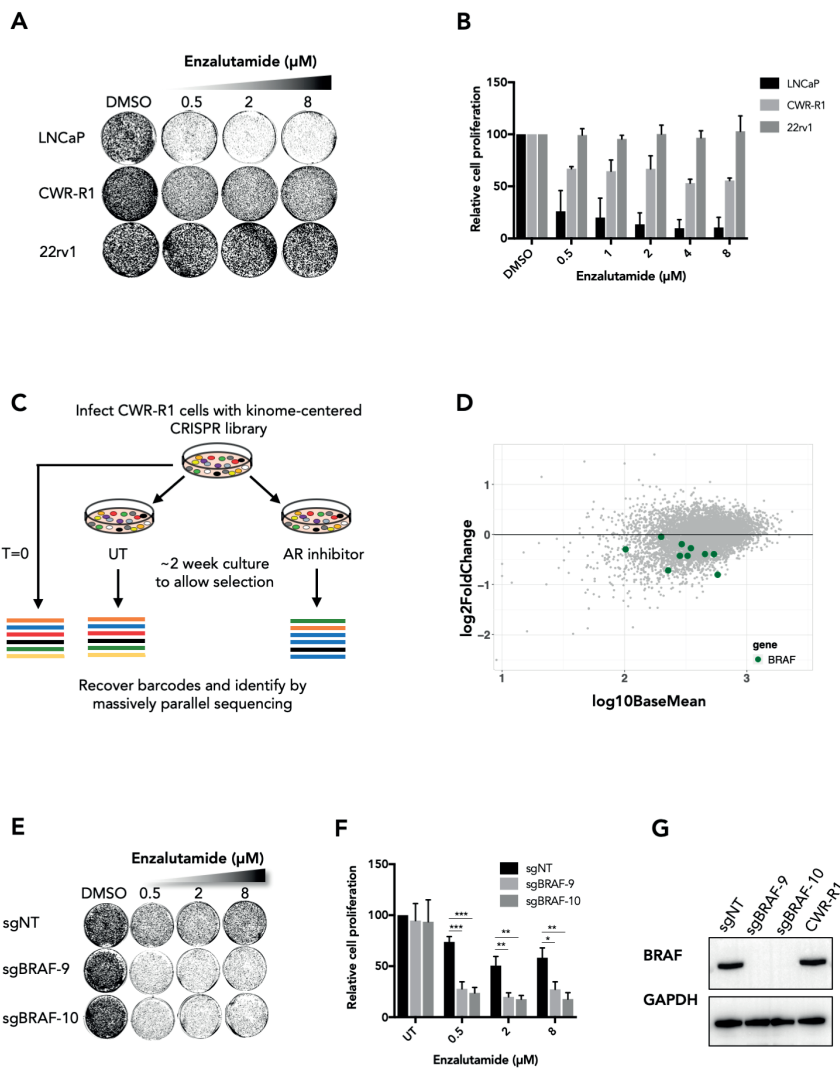 A
Enzalutamide (µM)
DMSO 0.5 2 8
LNCaP
CWR-R1
22rv1
B
Relative cell proliferation
150
100
50
0
DMSO 0.5 1 2 4 8
Enzalutamide (µM)
LNCaP
CWR-R1
22rv1
C
Infect CWR-R1 cells with kinome-centered
CRISPR library
T=0
UT
~2 week culture
to allow selection
AR inhibitor
Recover barcodes and identify by
massively parallel sequencing
D
log2FoldChange
1
0
−1
−2
1 2 3
log10BaseMean
gene
BRAF
E
Enzalutamide (µM)
DMSO 0.5 2 8
sgNT
sgBRAF-9
sgBRAF-10
F
Relative cell proliferation
150
100
50
0
*** ** **
*** ** *
UT 0.5 2 8
Enzalutamide (µM)
sgNT
sgBRAF-9
sgBRAF-10
G
sgNT sgBRAF-9 sgBRAF-10 CWR-R1
BRAF
GAPDH